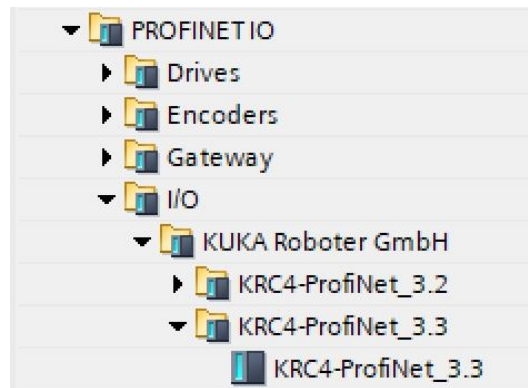 PROFINET IO
Drives
Encoders
Gateway
I/O
KUKA Roboter GmbH
KRC4-ProfiNet_3.2
KRC4-ProfiNet_3.3
KRC4-ProfiNet_3.3